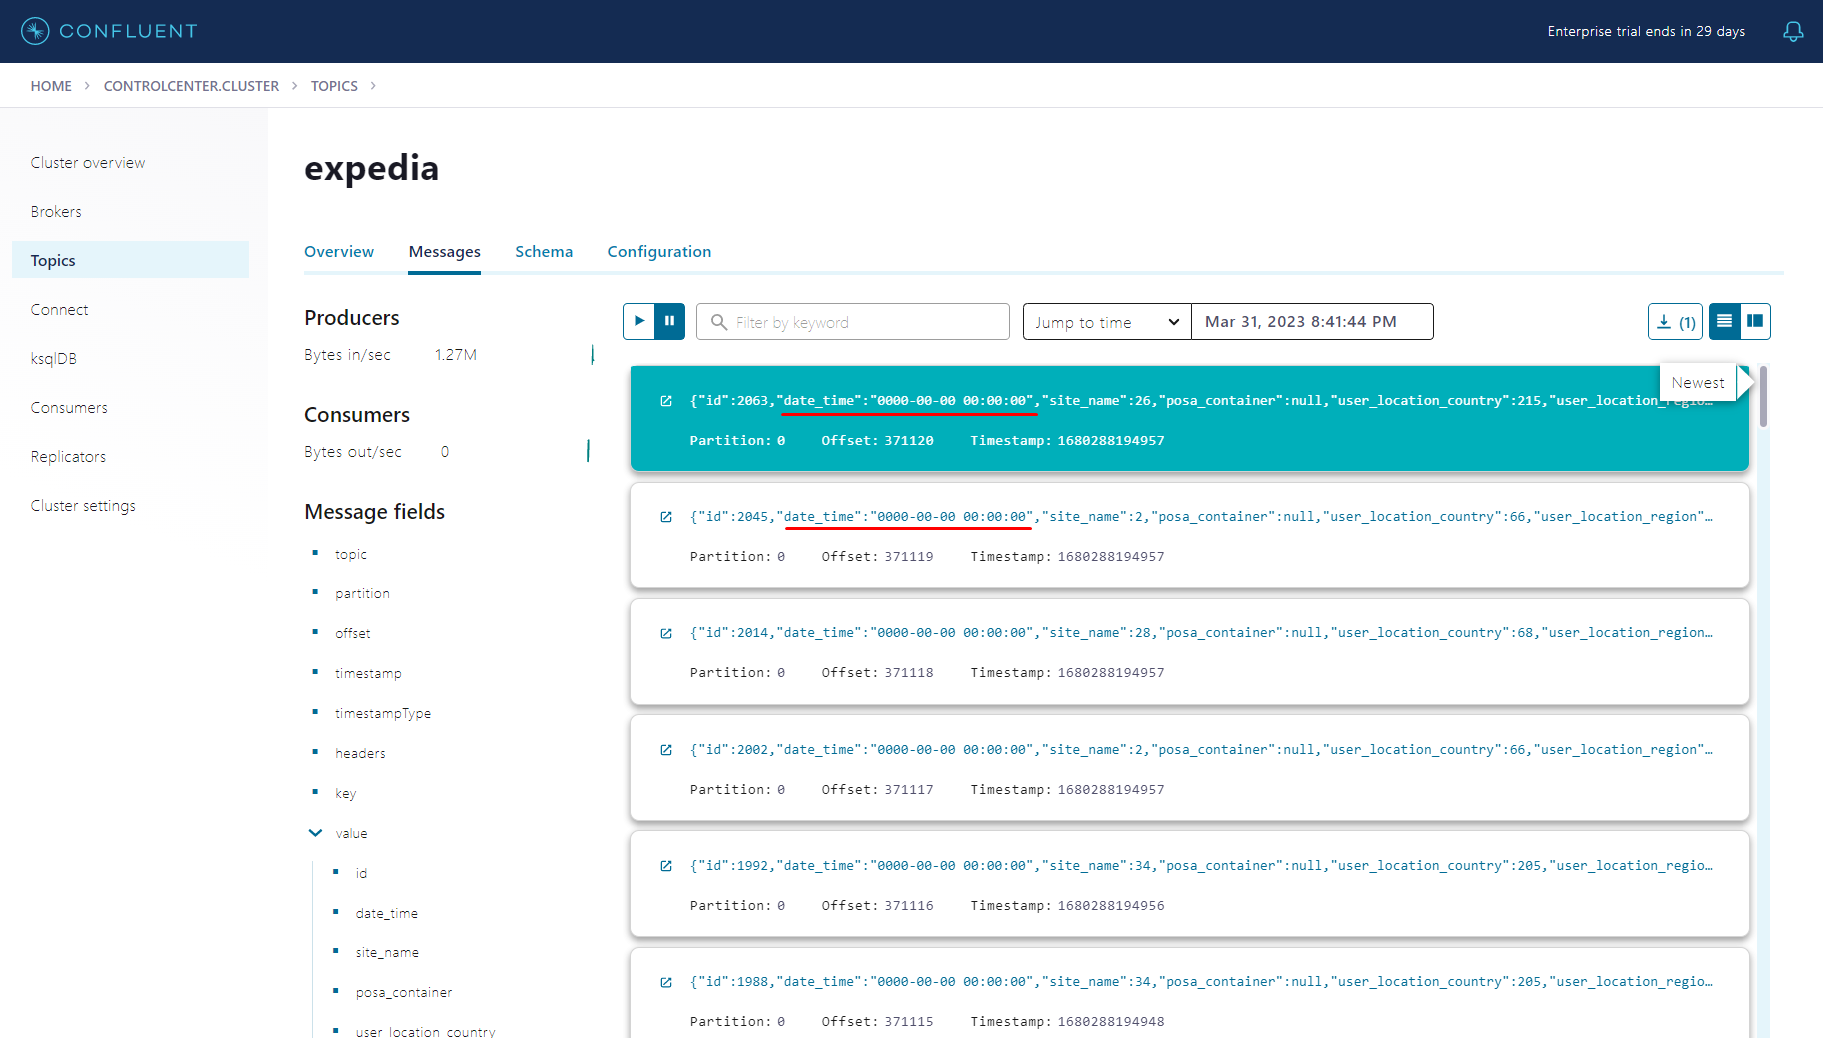 CONFLUENT
Enterprise trial ends in 29 days
HOME > CONTROLCENTER.CLUSTER > TOPICS >
Cluster overview
Brokers
Topics
Connect
ksqlDB
Consumers
Replicators
Cluster settings
expedia
Overview Messages Schema Configuration
Producers
Bytes in/sec 1.27M
Consumers
Bytes out/sec 0
Message fields
topic
partition
offset
timestamp
timestampType
headers
key
value
id
date_time
site_name
posa_container
user_location_country
Filter by keyword
Jump to time
Mar 31, 2023 8:41:44 PM
(1)
Newest
{"id":2063,"date_time":"0000-00-00 00:00:00","site_name":26,"posa_container":null,"user_location_country":215,"user_location_regio…
Partition: 0 Offset: 371120 Timestamp: 1680288194957
{"id":2045,"date_time":"0000-00-00 00:00:00","site_name":2,"posa_container":null,"user_location_country":66,"user_location_region"…
Partition: 0 Offset: 371119 Timestamp: 1680288194957
{"id":2014,"date_time":"0000-00-00 00:00:00","site_name":28,"posa_container":null,"user_location_country":68,"user_location_region…
Partition: 0 Offset: 371118 Timestamp: 1680288194957
{"id":2002,"date_time":"0000-00-00 00:00:00","site_name":2,"posa_container":null,"user_location_country":66,"user_location_region"…
Partition: 0 Offset: 371117 Timestamp: 1680288194957
{"id":1992,"date_time":"0000-00-00 00:00:00","site_name":34,"posa_container":null,"user_location_country":205,"user_location_regio…
Partition: 0 Offset: 371116 Timestamp: 1680288194956
{"id":1988,"date_time":"0000-00-00 00:00:00","site_name":34,"posa_container":null,"user_location_country":205,"user_location_regio…
Partition: 0 Offset: 371115 Timestamp: 1680288194948